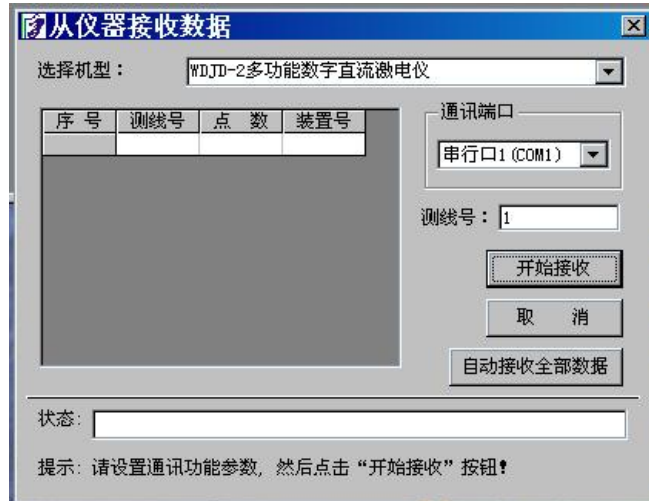 从仪器接收数据
选择机型： WDJD-2多功能数字直流激电仪
序 号 测线号 点 数 装置号
通讯端口
串行口1(COM1)
测线号： 1
开始接收
取 消
自动接收全部数据
状态:
提示: 请设置通讯功能参数, 然后点击“开始接收”按钮!